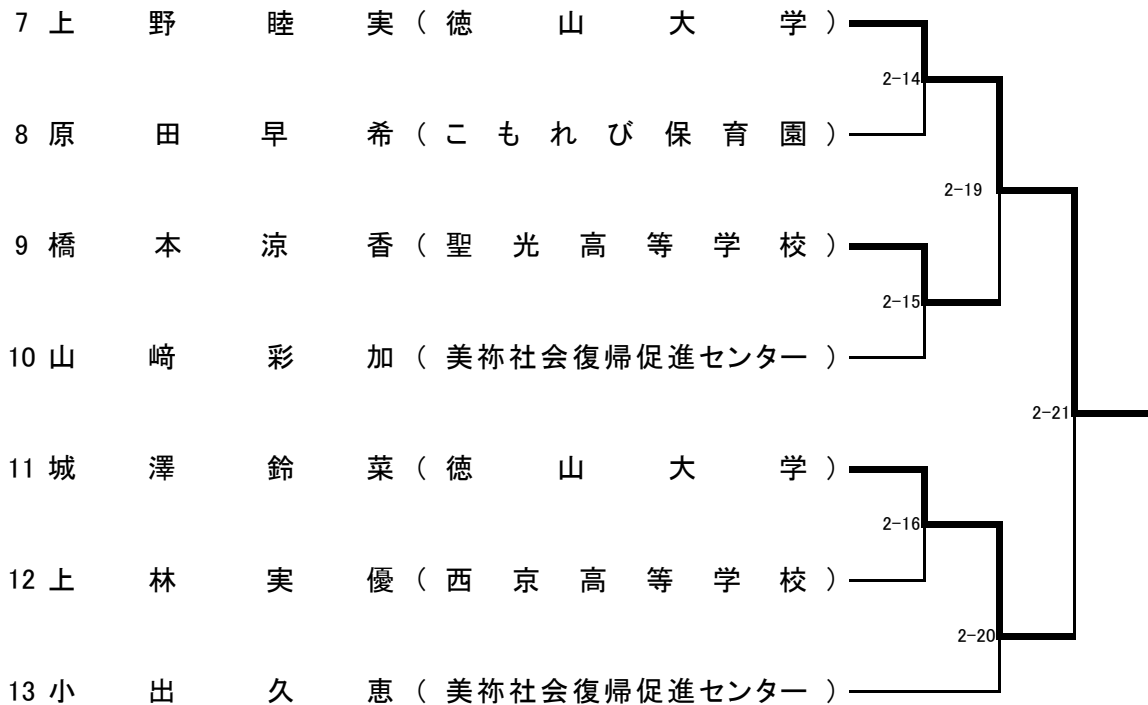 7 上野睦実(徳山大学)
2-14
8 原田早希(こもれび保育園)
2-19
9 橋本涼香(聖光高等学校)
2-15
10 山﨑彩加(美祢社会復帰促進センター)
2-21
11 城澤鈴菜(徳山大学)
2-16
12 上林実優(西京高等学校)
2-20
13 小出久恵(美祢社会復帰促進センター)